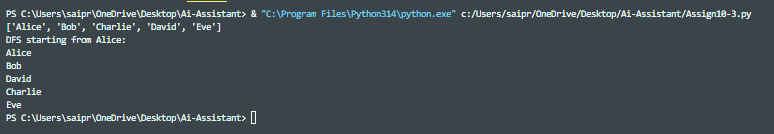 PS C:\Users\saipr\OneDrive\Desktop\Ai-Assistant> & "C:\Program Files\Python314\python.exe" c:/Users/saipr/OneDrive/Desktop/Ai-Assistant/Assign10-3.py
['Alice', 'Bob', 'Charlie', 'David', 'Eve']
DFS starting from Alice:
Alice
Bob
David
Charlie
Eve
PS C:\Users\saipr\OneDrive\Desktop\Ai-Assistant>